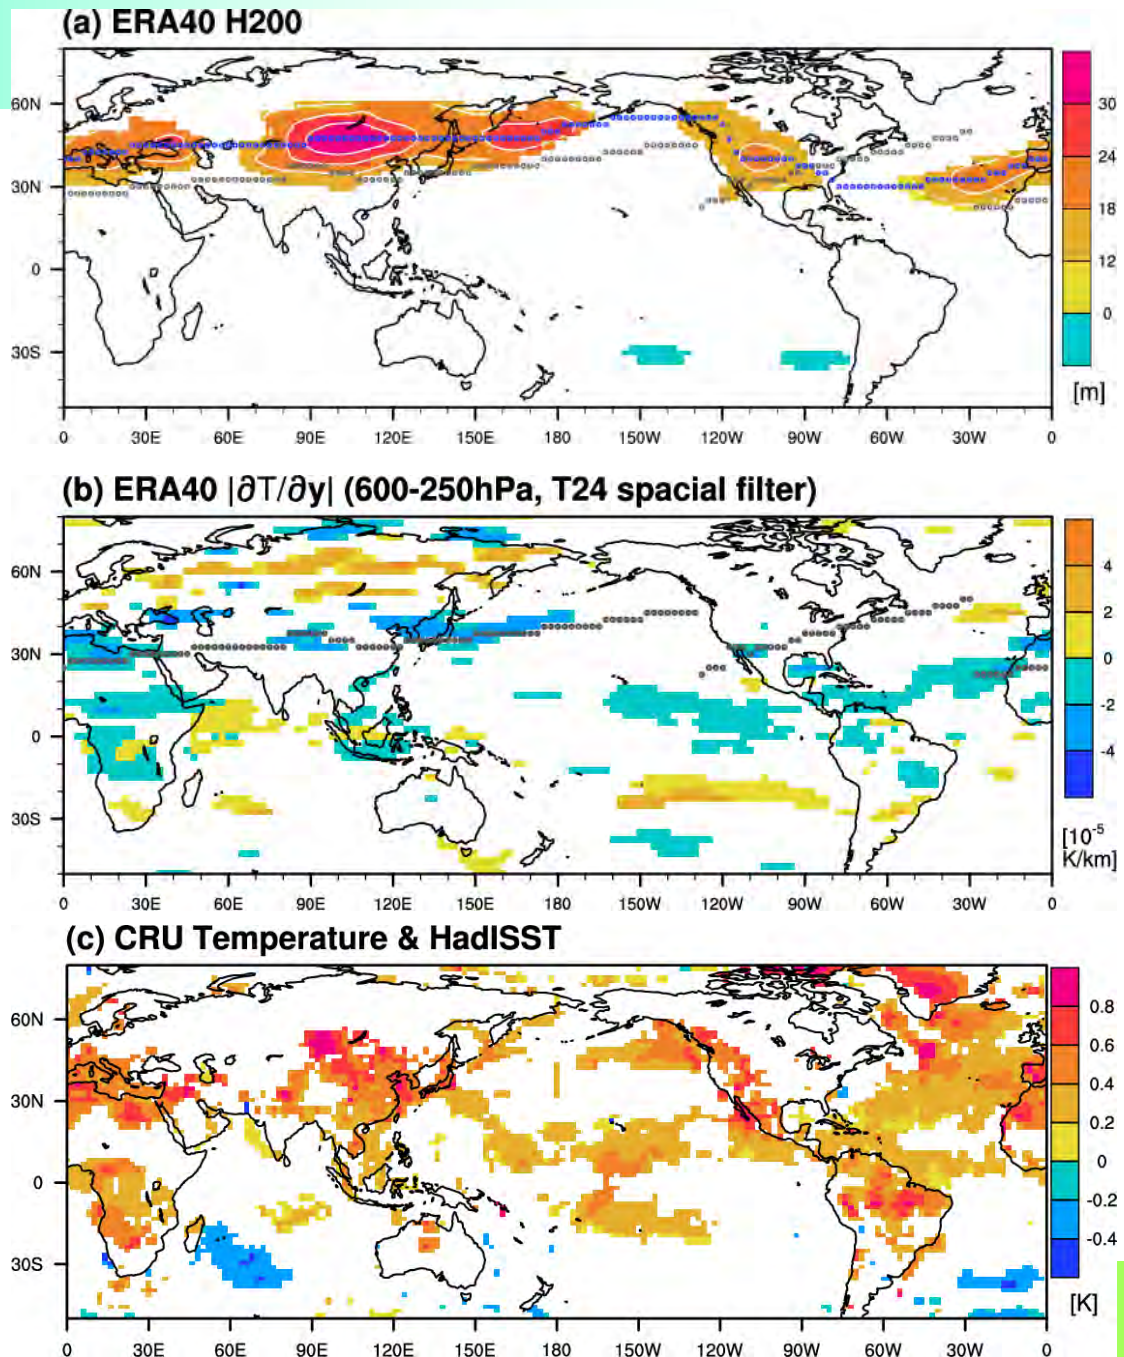 (a) ERA40 H200
60N
30N
0
30S
0 30E 60E 90E 120E 150E 180 150W 120W 90W 60W 30W 0
30
24
18
12
0
[m]
(b) ERA40 |∂T/∂y| (600-250hPa, T24 spacial filter)
60N
30N
0
30S
0 30E 60E 90E 120E 150E 180 150W 120W 90W 60W 30W 0
4
2
0
-2
-4
[10⁻⁵
K/km]
(c) CRU Temperature & HadISST
60N
30N
0
30S
0 30E 60E 90E 120E 150E 180 150W 120W 90W 60W 30W 0
0.8
0.6
0.4
0.2
0
-0.2
-0.4
[K]